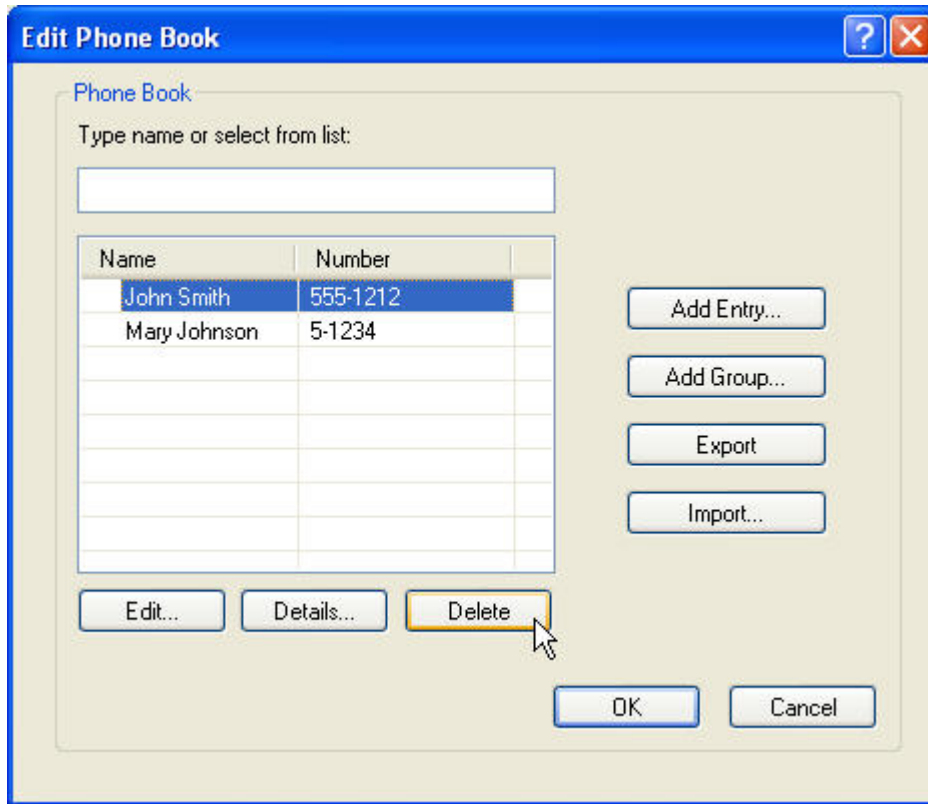 Edit Phone Book
?
Phone Book
Type name or select from list:
Name Number
John Smith 555-1212
Mary Johnson 5-1234
Add Entry...
Add Group...
Export
Import...
Edit... Details... Delete
OK Cancel